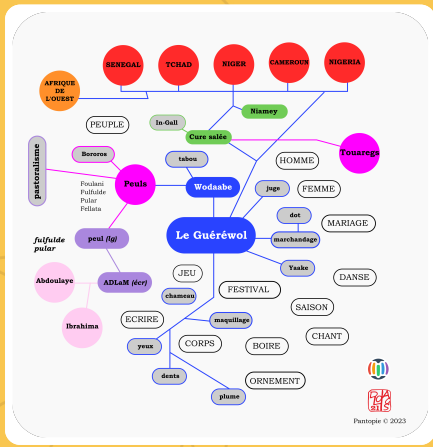 SENEGAL
TCHAD
NIGER
CAMEROUN
NIGERIA
AFRIQUE
DE
L'OUEST
Niamey
In-Gall
PEUPLE
Cure salée
Touaregs
Bororos
tabou
HOMME
pastoralisme
Peuls
Wodaabe
juge
FEMME
Foulani
Fulfulde
Pular
Fellata
dot
MARIAGE
Le Guéréwol
marchandage
fulfulde
pular
peul (lg)
Yaake
Abdoulaye
ADLaM (écr)
JEU
DANSE
chameau
FESTIVAL
SAISON
Ibrahima
ECRIRE
maquillage
CHANT
yeux
CORPS
BOIRE
dents
ORNEMENT
plume
Pantopie © 2023